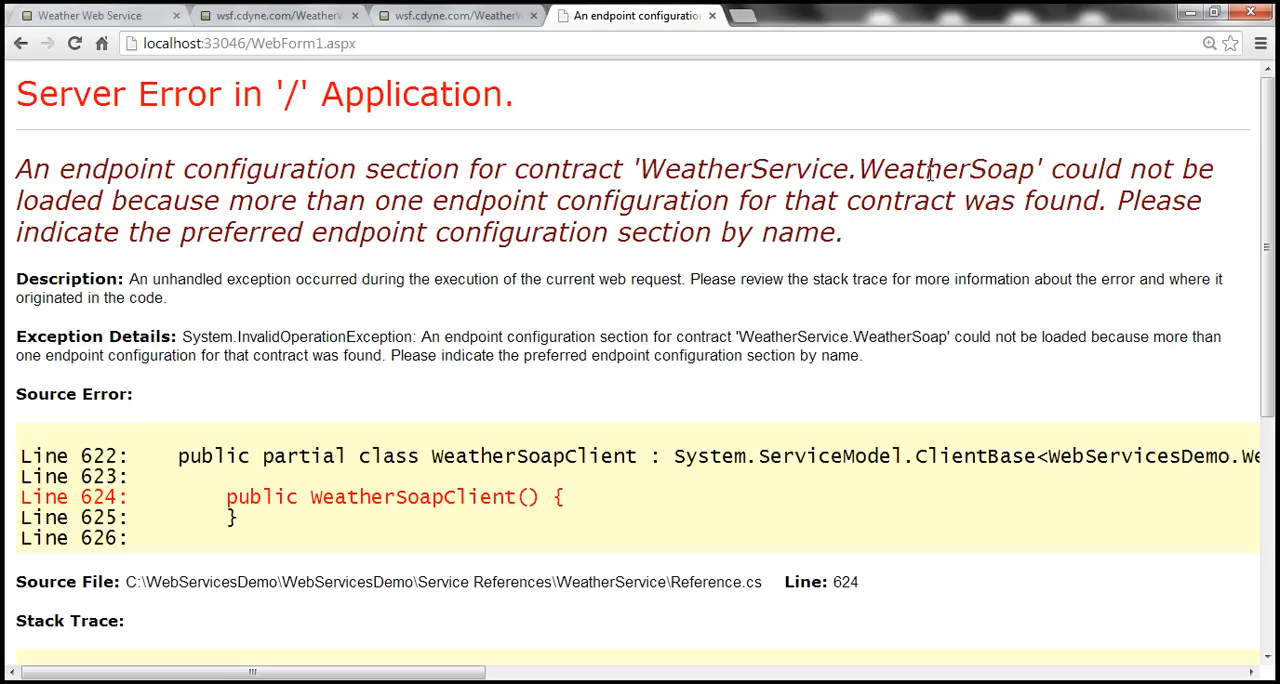 Weather Web Service
wsf.cdyne.com/Weather
wsf.cdyne.com/Weather
An endpoint configuratio
localhost:33046/WebForm1.aspx
Server Error in '/' Application.
An endpoint configuration section for contract 'WeatherService.WeatherSoap' could not be
loaded because more than one endpoint configuration for that contract was found. Please
indicate the preferred endpoint configuration section by name.
Description: An unhandled exception occurred during the execution of the current web request. Please review the stack trace for more information about the error and where it
originated in the code.
Exception Details: System.InvalidOperationException: An endpoint configuration section for contract 'WeatherService.WeatherSoap' could not be loaded because more than
one endpoint configuration for that contract was found. Please indicate the preferred endpoint configuration section by name.
Source Error:
Line 622:    public partial class WeatherSoapClient : System.ServiceModel.ClientBase<WebServicesDemo.We
Line 623:
Line 624:        public WeatherSoapClient() {
Line 625:        }
Line 626:
Source File: C:\WebServicesDemo\WebServicesDemo\Service References\WeatherService\Reference.cs    Line: 624
Stack Trace: